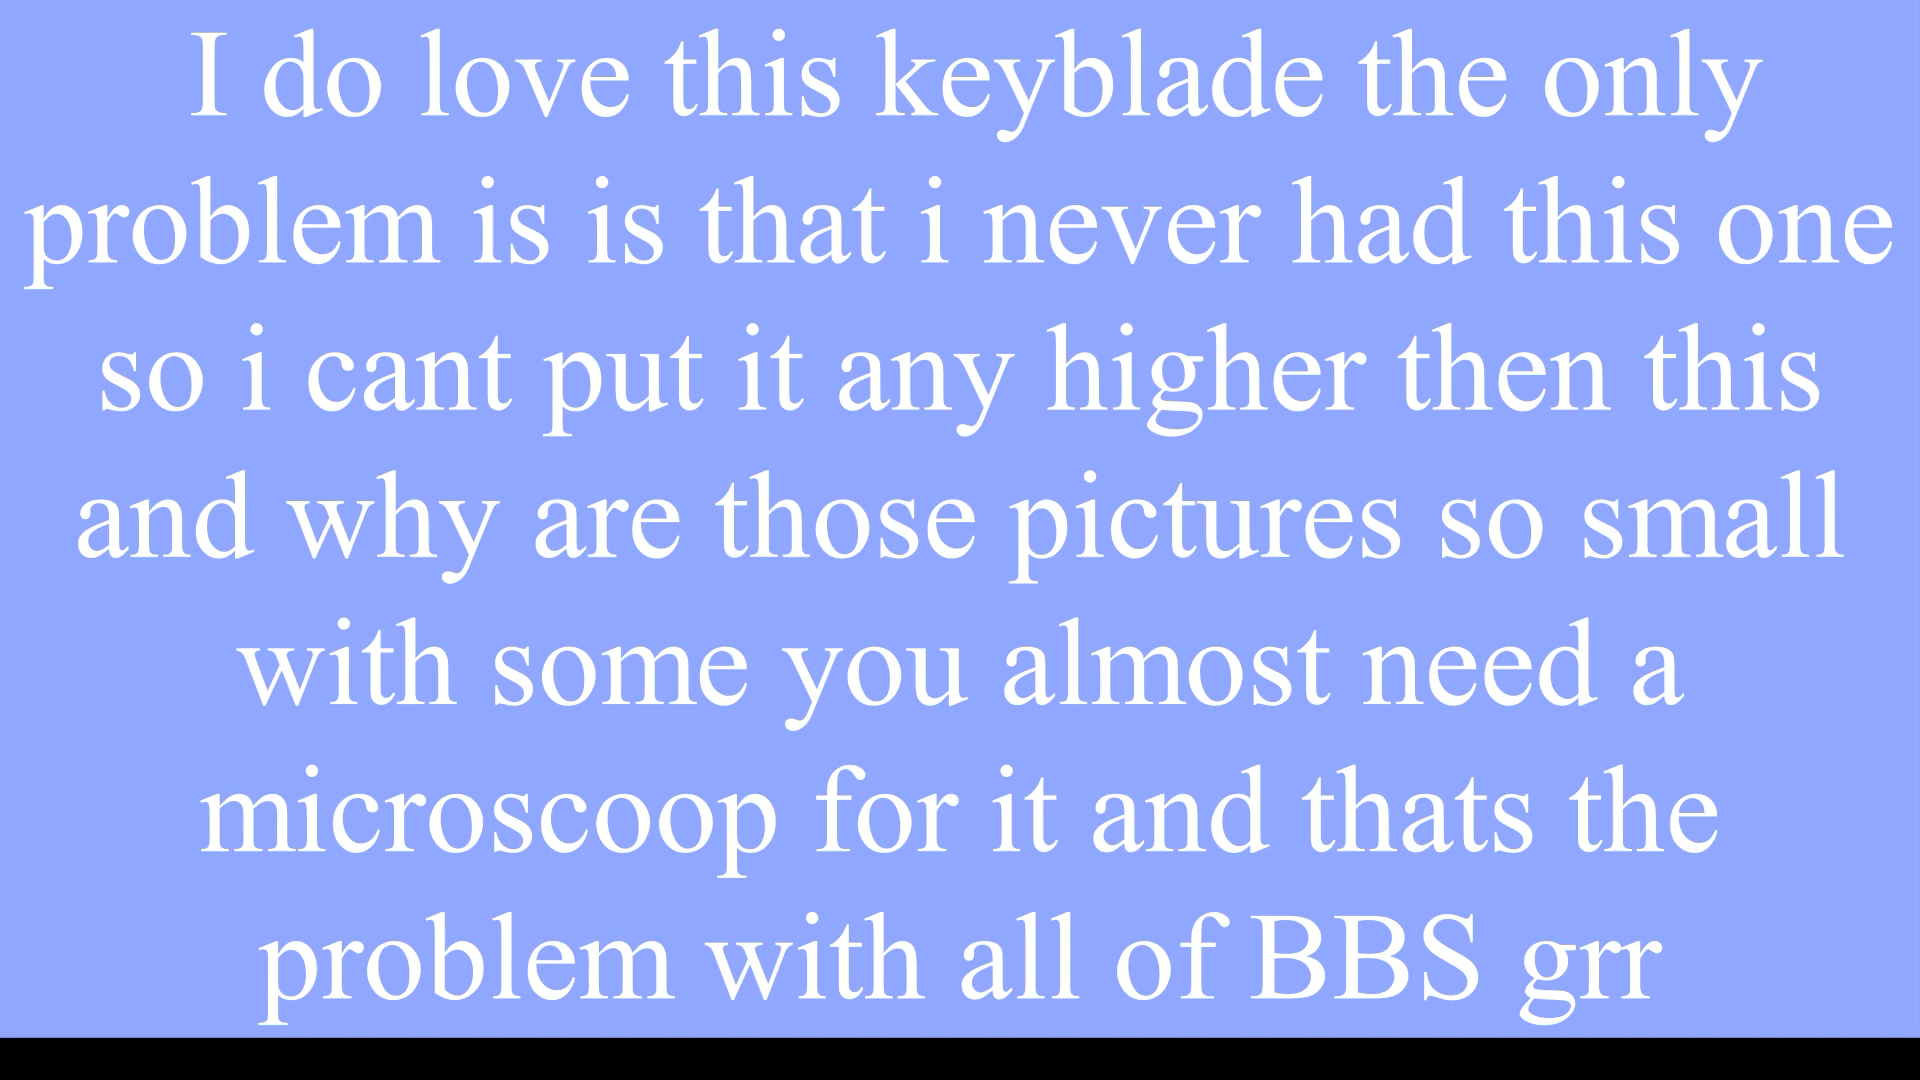 I do love this keyblade the only
problem is is that i never had this one
so i cant put it any higher then this
and why are those pictures so small
with some you almost need a
microscoop for it and thats the
problem with all of BBS grr